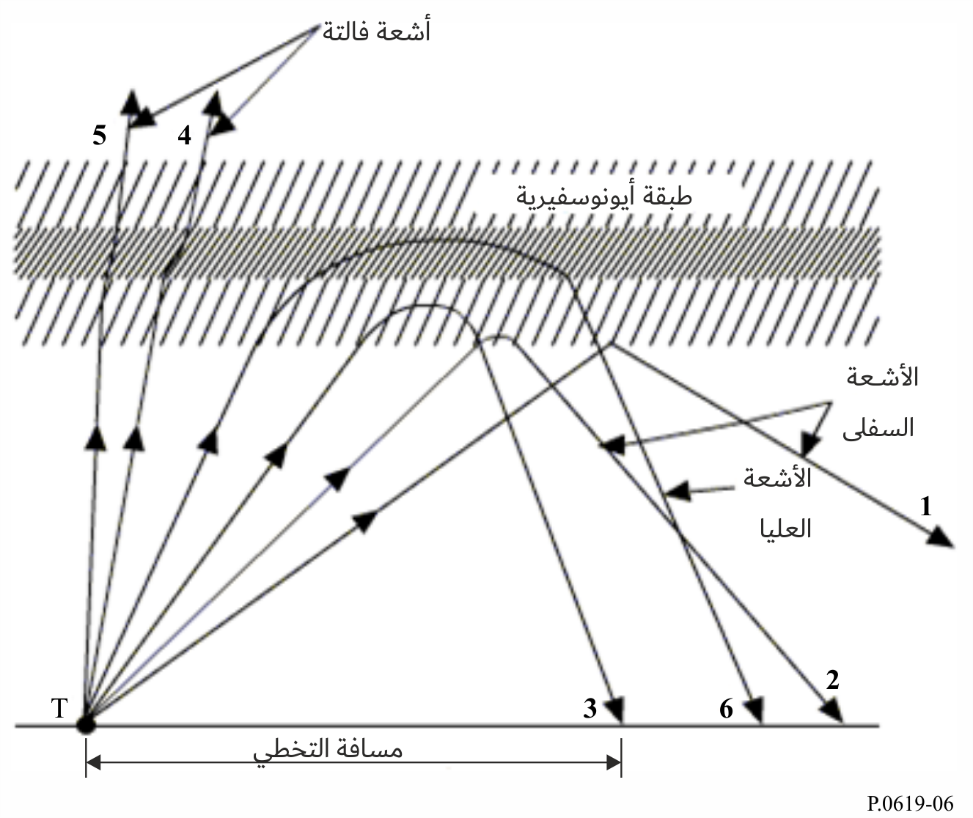 أشعة فالتة
5
4
طبقة أيونوسفيرية
الأشعة
السفلى
الأشعة
العليا
1
2
T
3
6
مسافة التخطي
P.0619-06